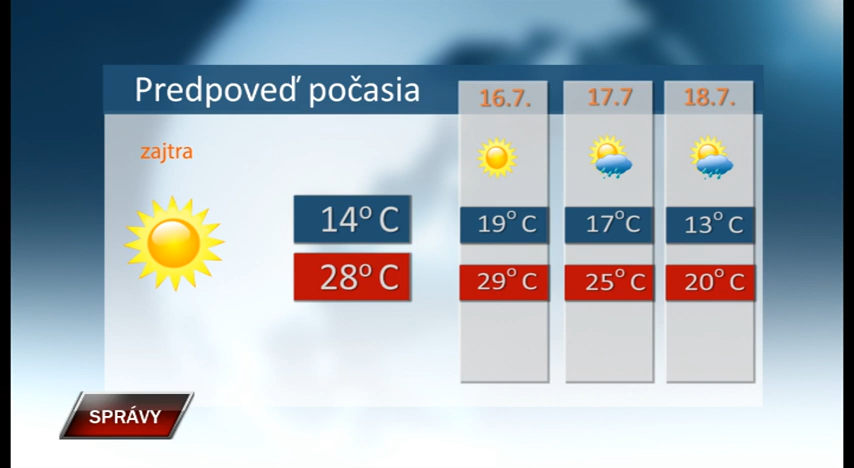 Predpoveď počasia
zajtra
14° C
28° C
16.7.
19° C
29° C
17.7
17°C
25° C
18.7.
13° C
20° C
SPRÁVY